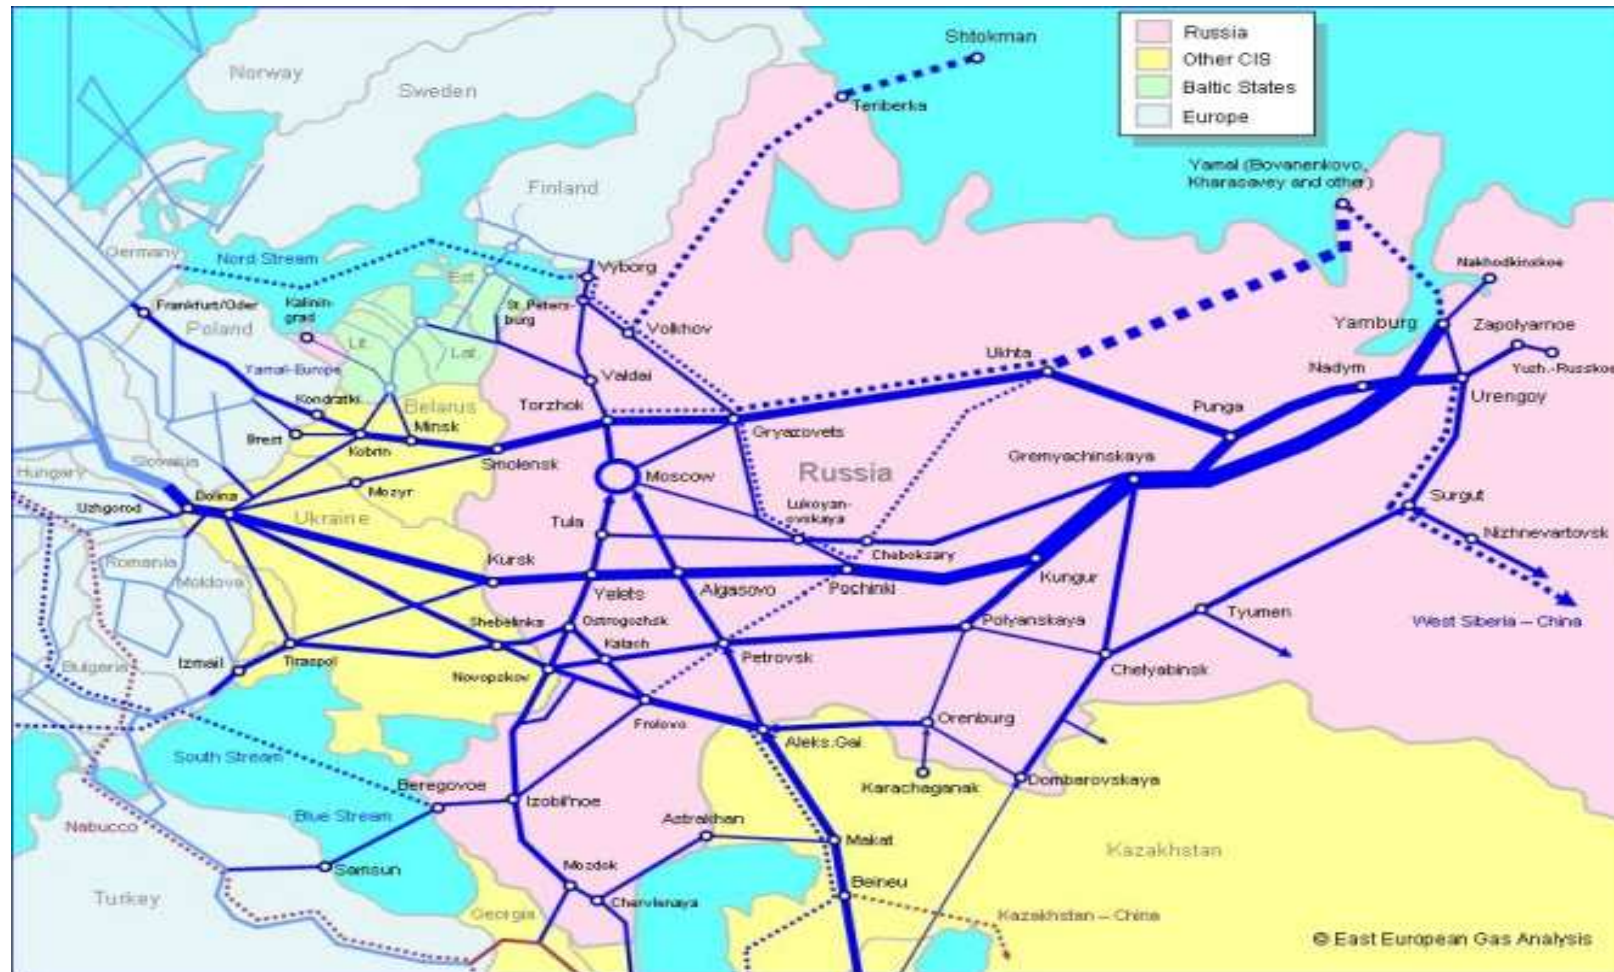 Shtokman
Russia
Other CIS
Baltic States
Europe
Norway
Sweden
Teriberka
Yamal (Bovanenkovo,
Kharasavey and other)
Finland
Germany
Nord Stream
Vyborg
Nakhodkinskoe
Est.
Frankfurt/Oder
Kalinin-
grad
St. Peters-
burg
Volkhov
Yamburg
Zapolyarnoe
Poland
Lit.
Lat.
Ukhta
Nadym
Yuzh.-Russkoe
Yamal-Europe
Valdai
Urengoy
Kondratki
Belarus
Torzhok
Punga
Brest
Minsk
Gryazovets
Kobrin
Smolensk
Gremyachinskaya
Hungary
Slovakia
Moscow
Russia
Mozyr
Dolina
Surgut
Uzhgorod
Ukraine
Lukoyan-
ovskaya
Tula
Nizhnevartovsk
Cheboksary
Romania
Moldova
Kursk
Kungur
Yelets
Algasovo
Pochinki
Tyumen
Shebelinka
Ostrogozhsk
Polyanskaya
West Siberia – China
Bulgaria
Izmail
Tiraspol
Kalach
Petrovsk
Chelyabinsk
Novopskov
Frolovo
Orenburg
Aleks.Gai
South Stream
Beregovoe
Karachaganak
Dombarovskaya
Izobil'noe
Blue Stream
Nabucco
Astrakhan
Makat
Kazakhstan
Samsun
Mozdok
Beineu
Turkey
Chervlenaya
Georgia
Kazakhstan – China
© East European Gas Analysis